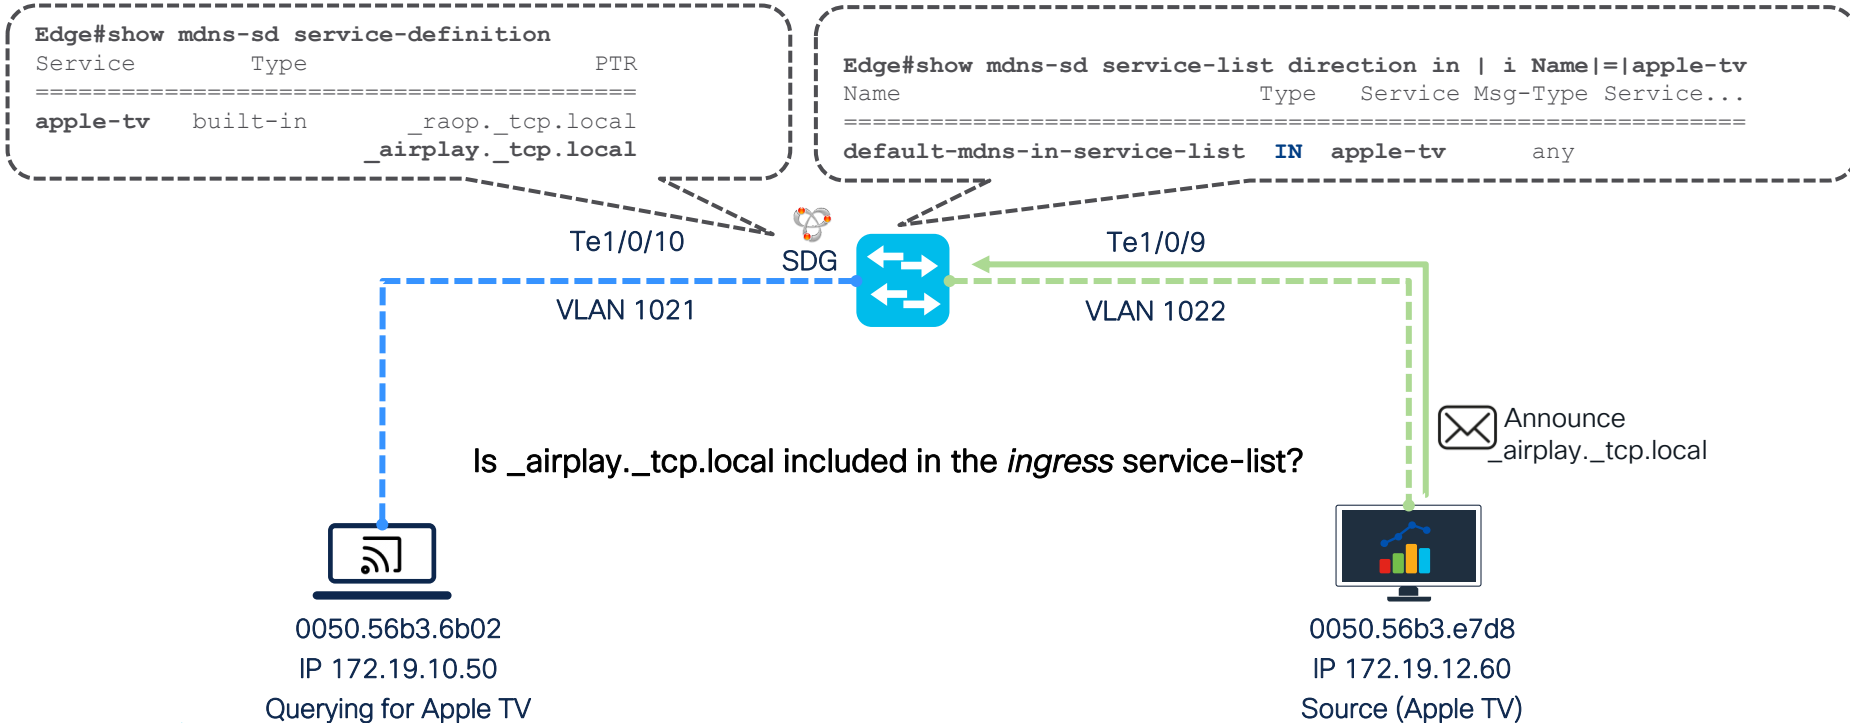 Edge#show mdns-sd service-definition
Service Type PTR
==========================================
apple-tv built-in _raop._tcp.local
_airplay._tcp.local
Edge#show mdns-sd service-list direction in | i Name|=|apple-tv
Name Type Service Msg-Type Service...
===============================================================
default-mdns-in-service-list IN apple-tv any
Te1/0/10
SDG
Te1/0/9
VLAN 1021
VLAN 1022
Announce
_airplay._tcp.local
Is _airplay._tcp.local included in the ingress service-list?
0050.56b3.6b02
IP 172.19.10.50
Querying for Apple TV
0050.56b3.e7d8
IP 172.19.12.60
Source (Apple TV)